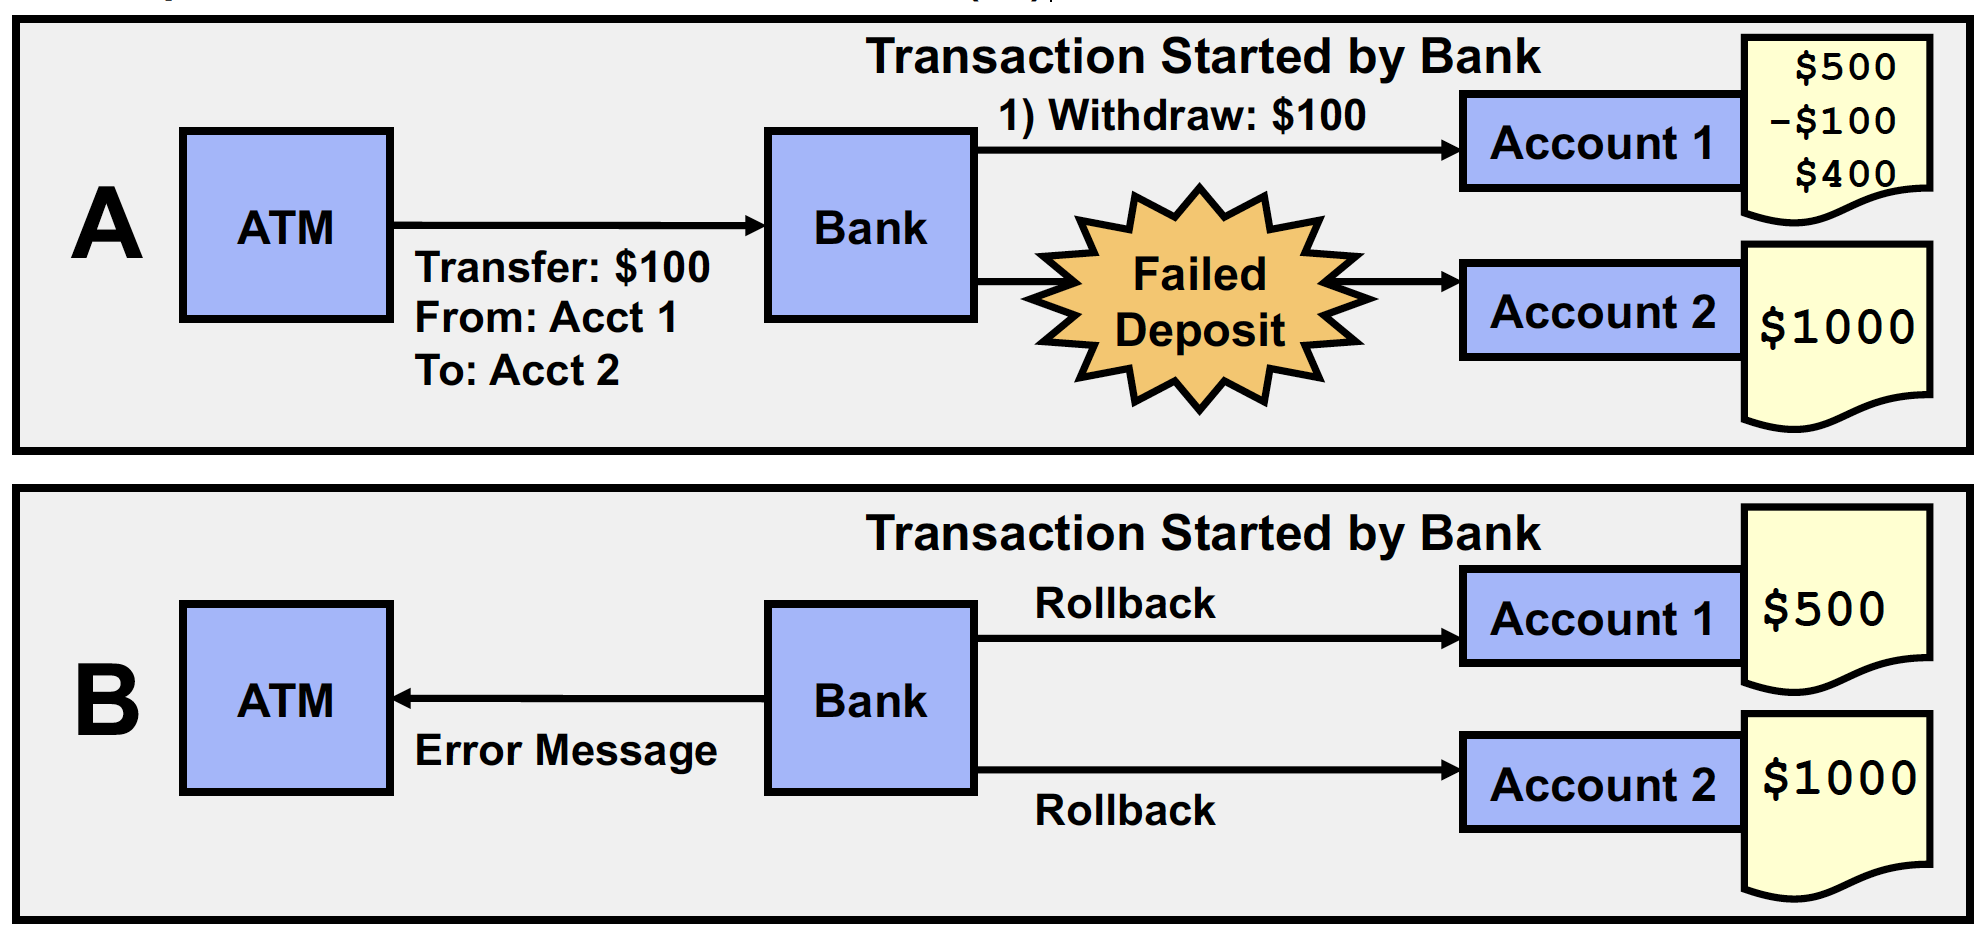 Transaction Started by Bank
1) Withdraw: $100
A
ATM
Transfer: $100
From: Acct 1
To: Acct 2
Bank
Failed
Deposit
Account 1
$500
-$100
$400
Account 2
$1000
Transaction Started by Bank
B
ATM
Error Message
Bank
Rollback
Rollback
Account 1
$500
Account 2
$1000